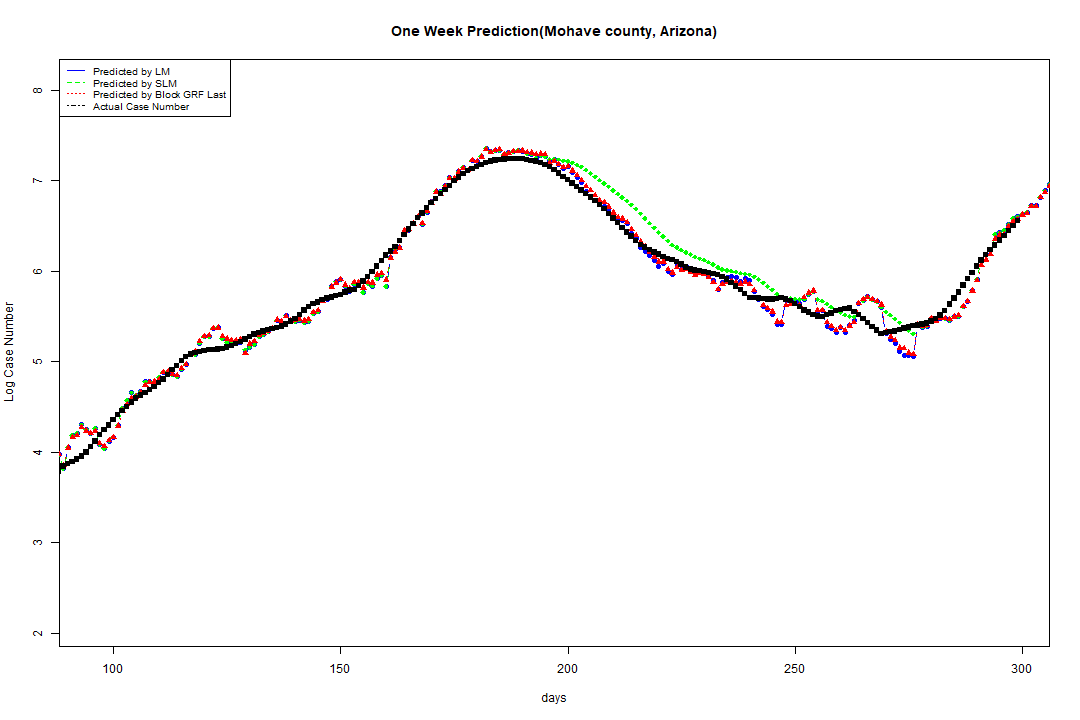 One Week Prediction(Mohave county, Arizona)
Predicted by LM
Predicted by SLM
Predicted by Block GRF Last
Actual Case Number
8
7
6
5
4
3
2
Log Case Number
100 150 200 250 300
days